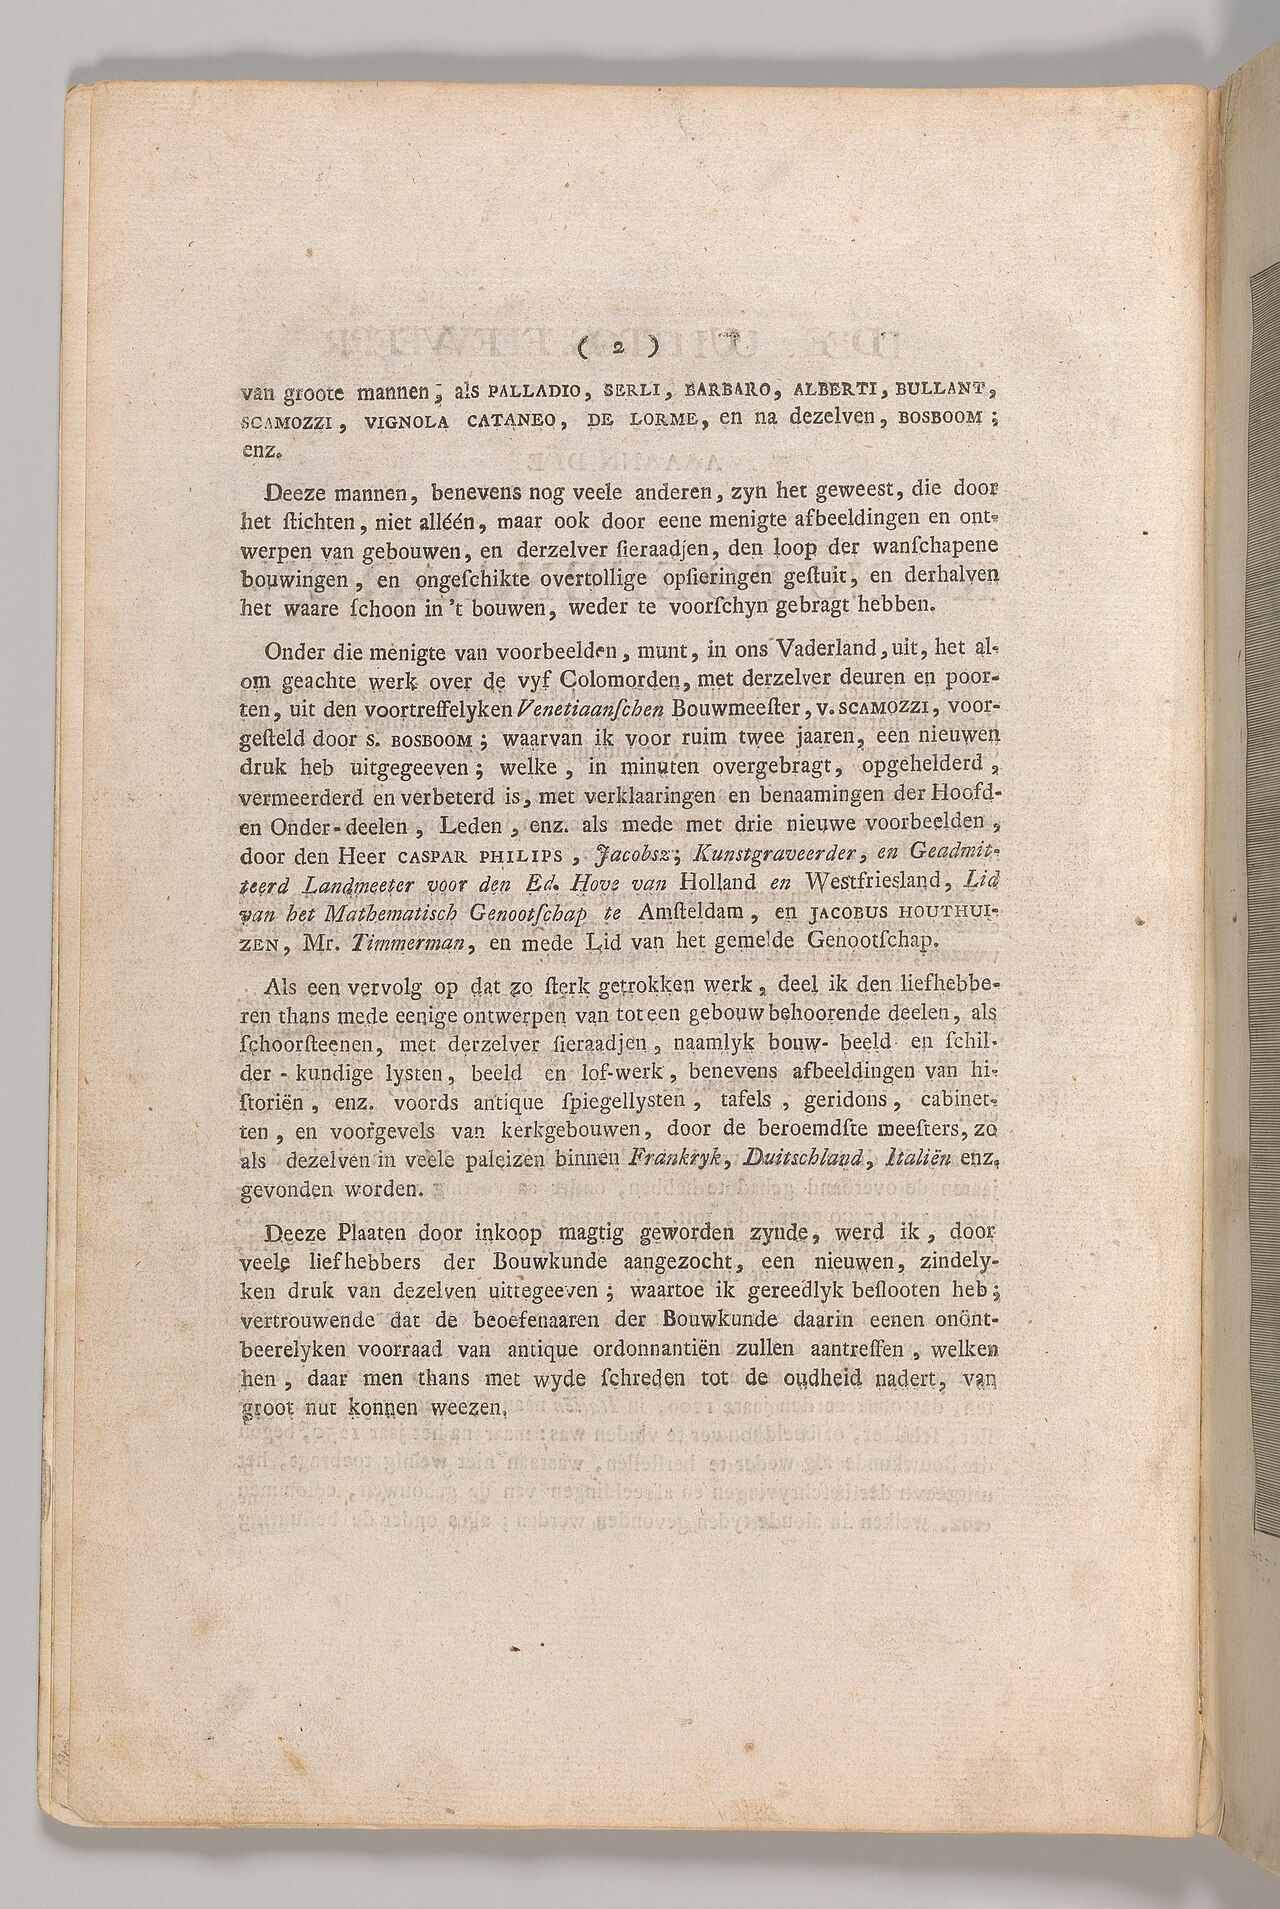 ( 2 )
van groote mannen, als PALLADIO, SERLI, BARBARO, ALBERTI, BULLANT,
SCAMOZZI, VIGNOLA CATANEO, DE LORME, en na dezelven, BOSBOOM;
enz.
Deeze mannen, benevens nog veele anderen, zyn het geweest, die door
het ſtichten, niet alléén, maar ook door eene menigte afbeeldingen en ont-
werpen van gebouwen, en derzelver ſieraadjen, den loop der wanſchapene
bouwingen, en ongeſchikte overtollige opſieringen geſtuit, en derhalven
het waare ſchoon in 't bouwen, weder te voorſchyn gebragt hebben.
Onder die menigte van voorbeelden, munt, in ons Vaderland, uit, het al-
om geachte werk over de vyf Colomorden, met derzelver deuren en poor-
ten, uit den voortreffelyken Venetiaanſchen Bouwmeeſter, v. SCAMOZZI, voor-
geſteld door S. BOSBOOM; waarvan ik voor ruim twee jaaren, een nieuwen
druk heb uitgegeeven; welke, in minuten overgebragt, opgehelderd,
vermeerderd en verbeterd is, met verklaaringen en benaamingen der Hoofd-
en Onder-deelen, Leden, enz. als mede met drie nieuwe voorbeelden,
door den Heer CASPAR PHILIPS, Jacobsz; Kunstgraveerder, en Geadmit-
teerd Landmeeter voor den Ed. Hove van Holland en Westfriesland, Lid
van het Mathematisch Genootſchap te Amſteldam, en JACOBUS HOUTHUI-
ZEN, Mr. Timmerman, en mede Lid van het gemelde Genootſchap.
Als een vervolg op dat zo ſterk getrokken werk, deel ik den liefhebbe-
ren thans mede eenige ontwerpen van tot een gebouw behoorende deelen, als
ſchoorſteenen, met derzelver ſieraadjen, naamlyk bouw- beeld- en ſchil-
der-kundige lysten, beeld en lof-werk, benevens afbeeldingen van hi-
ſtoriën, enz. voords antique ſpiegellysten, tafels, geridons, cabinet-
ten, en voorgevels van kerkgebouwen, door de beroemdſte meeſters, zo
als dezelven in veele paleizen binnen Frankryk, Duitschland, Italiën enz.
gevonden worden.
Deeze Plaaten door inkoop magtig geworden zynde, werd ik, door
veele liefhebbers der Bouwkunde aangezocht, een nieuwen, zindely-
ken druk van dezelven uittegeeven; waartoe ik gereedlyk beſlooten heb;
vertrouwende dat de beoefenaaren der Bouwkunde daarin eenen onönt-
beerelyken voorraad van antique ordonnantiën zullen aantreffen, welken
hen, daar men thans met wyde ſchreden tot de oudheid nadert, van
groot nut konnen weezen.